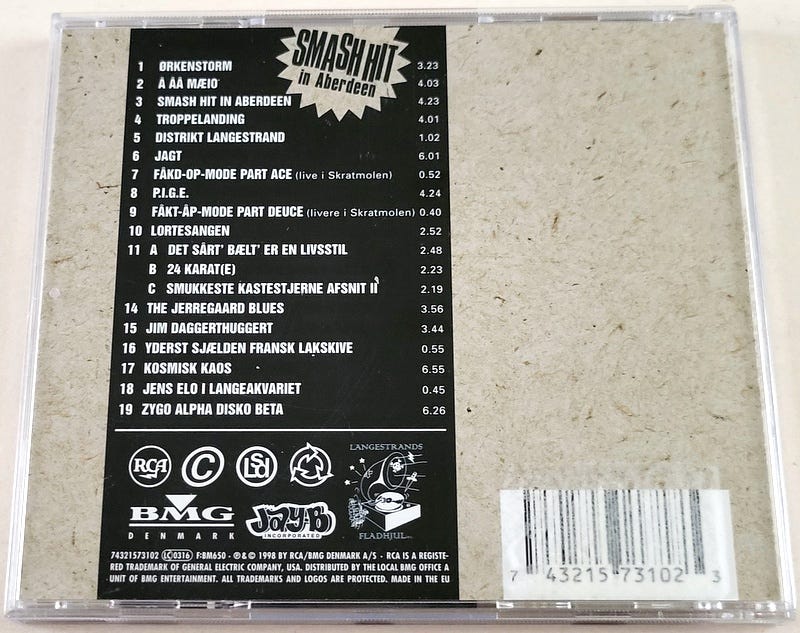 SMASH HIT
in Aberdeen
1 ØRKENSTORM 3.23
2 Å ÅÅ MÆIO 4.03
3 SMASH HIT IN ABERDEEN 4.23
4 TROPPELANDING 4.01
5 DISTRIKT LANGESTRAND 1.02
6 JAGT 6.01
7 FÅKD-OP-MODE PART ACE (live i Skratmolen) 0.52
8 P.I.G.E. 4.24
9 FÅKT-ÅP-MODE PART DEUCE (livere i Skratmolen) 0.40
10 LORTESANGEN 2.52
11 A DET SÅRT' BÆLT' ER EN LIVSSTIL 2.48
B 24 KARAT(E) 2.23
C SMUKKESTE KASTESTJERNE AFSNIT II 2.19
14 THE JERREGAARD BLUES 3.56
15 JIM DAGGERTHUGGERT 3.44
16 YDERST SJÆLDEN FRANSK LAKSKIVE 0.55
17 KOSMISK KAOS 6.55
18 JENS ELO I LANGEAKVARIET 0.45
19 ZYGO ALPHA DISKO BETA 6.26
RCA C LSD
LANGESTRANDS
FLADHJUL
BMG
DENMARK
JAY-B
INCORPORATED
74321573102 LC 0316 F:BM650 - ℗ & © 1998 BY RCA/BMG DENMARK A/S - RCA IS A REGISTE-
RED TRADEMARK OF GENERAL ELECTRIC COMPANY, USA. DISTRIBUTED BY THE LOCAL BMG OFFICE A
UNIT OF BMG ENTERTAINMENT. ALL TRADEMARKS AND LOGOS ARE PROTECTED. MADE IN THE EU
7 43215 73102 3